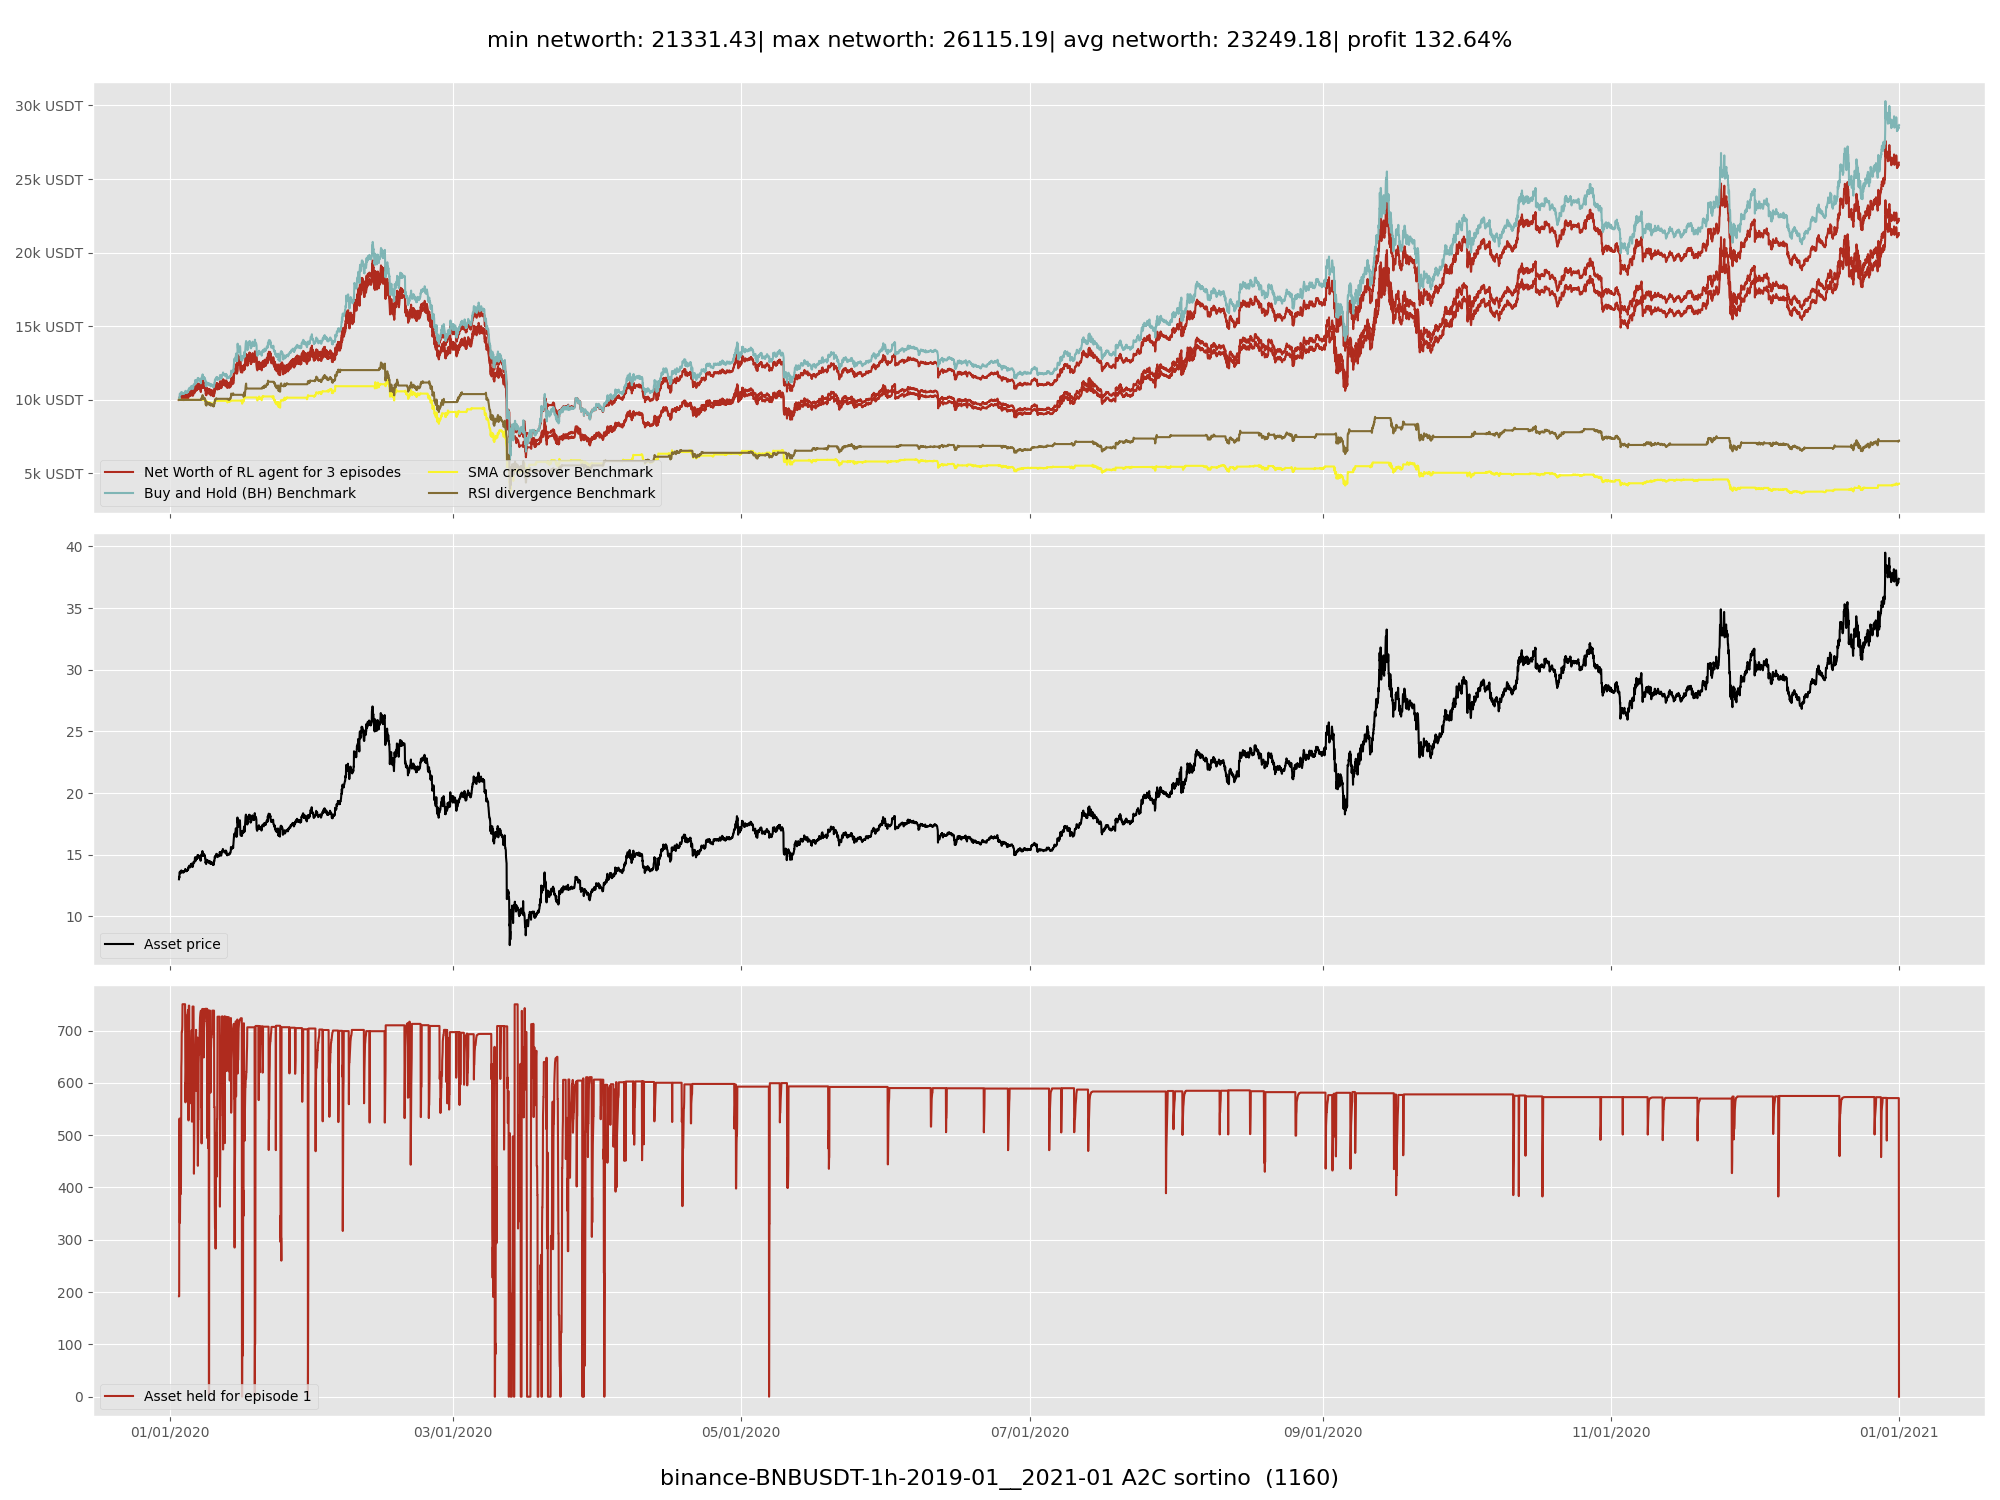 min networth: 21331.43| max networth: 26115.19| avg networth: 23249.18| profit 132.64%
30k USDT
25k USDT
20k USDT
15k USDT
10k USDT
5k USDT
Net Worth of RL agent for 3 episodes
Buy and Hold (BH) Benchmark
SMA crossover Benchmark
RSI divergence Benchmark
40
35
30
25
20
15
10
Asset price
700
600
500
400
300
200
100
0
Asset held for episode 1
01/01/2020 03/01/2020 05/01/2020 07/01/2020 09/01/2020 11/01/2020 01/01/2021
binance-BNBUSDT-1h-2019-01__2021-01 A2C sortino (1160)